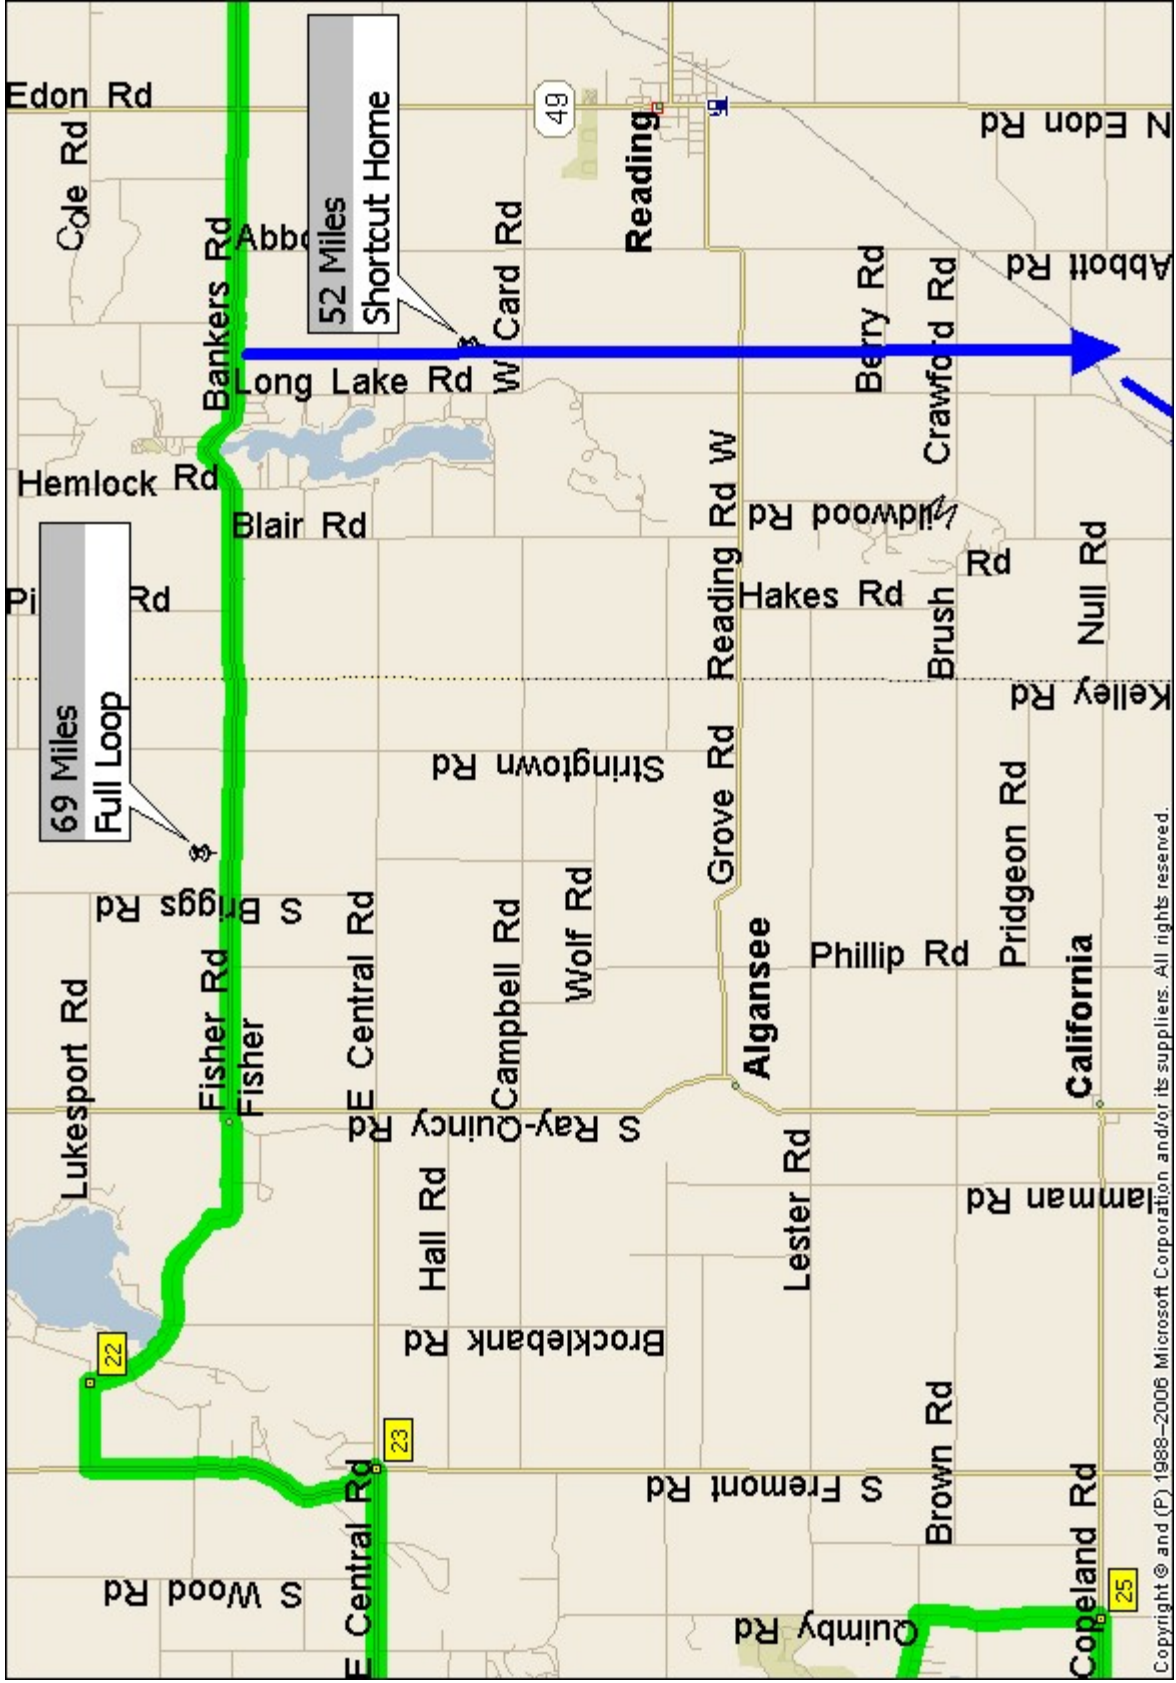 Edon Rd
Cole Rd
Bankers Rd
Abbo
52 Miles
Shortcut Home
49
Reading
N Edon Rd
W Card Rd
Long Lake Rd
Berry Rd
Crawford Rd
Abbott Rd
Hemlock Rd
Blair Rd
Reading Rd W
Wildwood Rd
Hakes Rd
Brush Rd
Null Rd
Kelley Rd
Pi
Rd
69 Miles
Full Loop
Stringtown Rd
Grove Rd
Pridgeon Rd
S Briggs Rd
Lukesport Rd
Fisher Rd
Fisher
E Central Rd
Campbell Rd
Wolf Rd
Algansee
Phillip Rd
California
S Ray-Quincy Rd
Hall Rd
Lester Rd
lamman Rd
22
Brocklebank Rd
23
E Central Rd
S Fremont Rd
Brown Rd
Copeland Rd
S Wood Rd
Quimby Rd
25
Copyright © and (P) 1988–2006 Microsoft Corporation and/or its suppliers. All rights reserved.